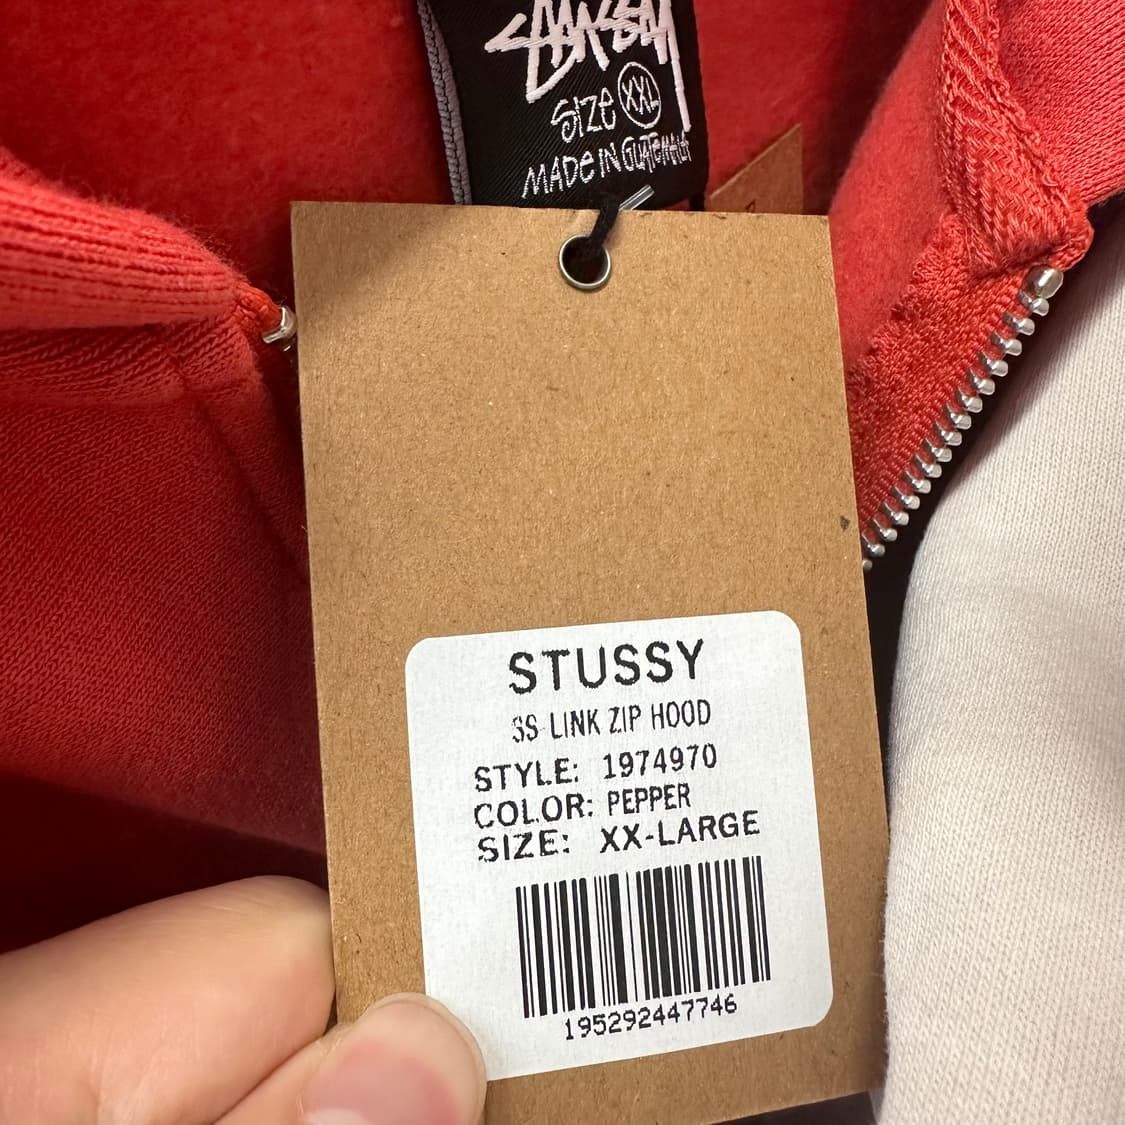 STUSSY
SIZE XXL
MADE IN GUATEMALA
STUSSY
SS-LINK ZIP HOOD
STYLE: 1974970
COLOR: PEPPER
SIZE: XX-LARGE
195292447746